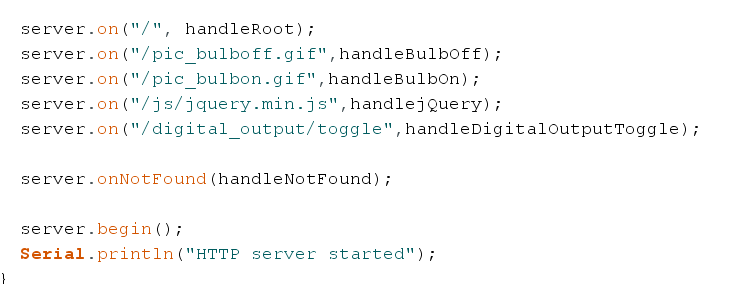 server.on("/", handleRoot);
server.on("/pic_bulboff.gif",handleBulbOff);
server.on("/pic_bulbon.gif",handleBulbOn);
server.on("/js/jquery.min.js",handlejQuery);
server.on("/digital_output/toggle",handleDigitalOutputToggle);
server.onNotFound(handleNotFound);
server.begin();
Serial.println("HTTP server started");
}